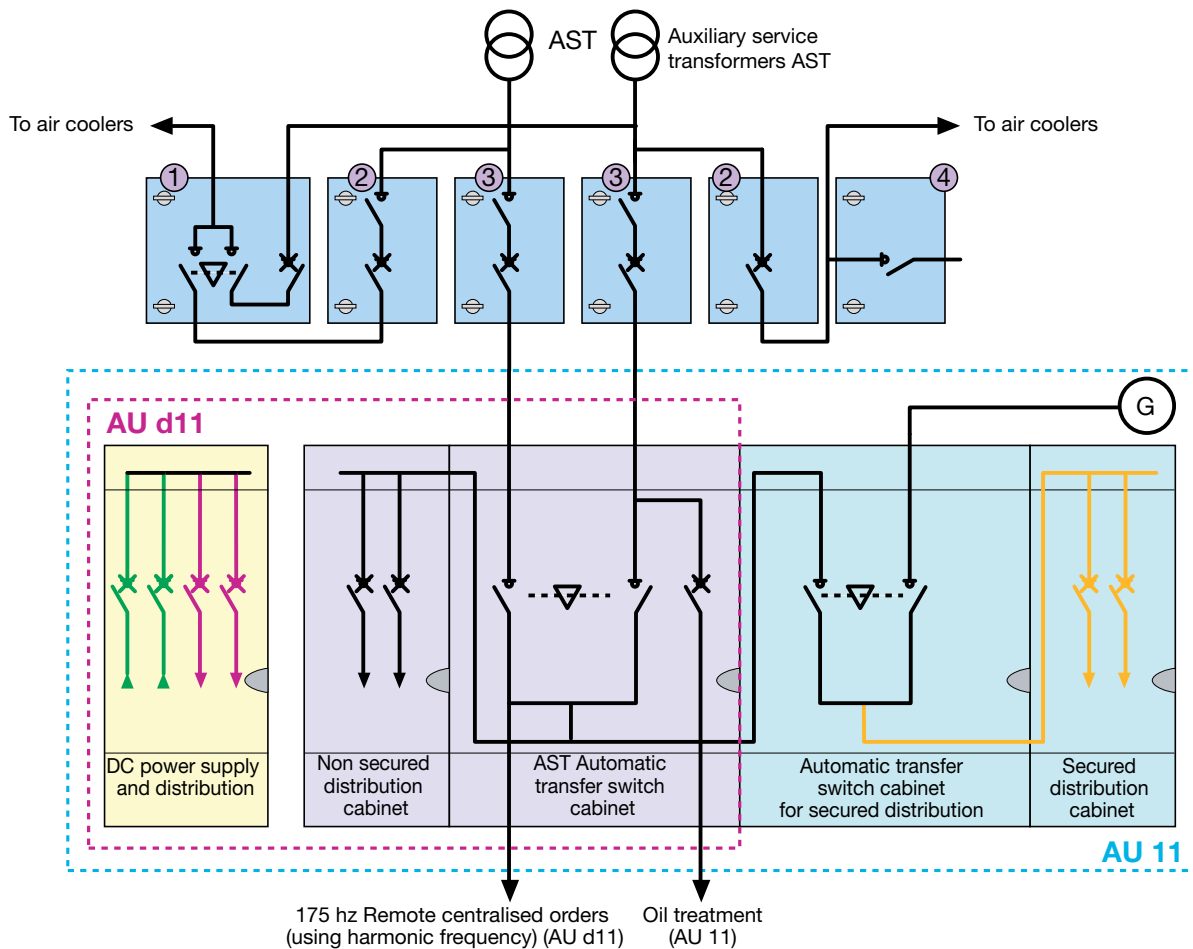 AST
Auxiliary service
transformers AST
To air coolers
To air coolers
1
2
3
3
2
4
G
AU d11
DC power supply
and distribution
Non secured
distribution
cabinet
AST Automatic
transfer switch
cabinet
Automatic transfer
switch cabinet
for secured distribution
Secured
distribution
cabinet
AU 11
175 hz Remote centralised orders
(using harmonic frequency) (AU d11)
Oil treatment
(AU 11)